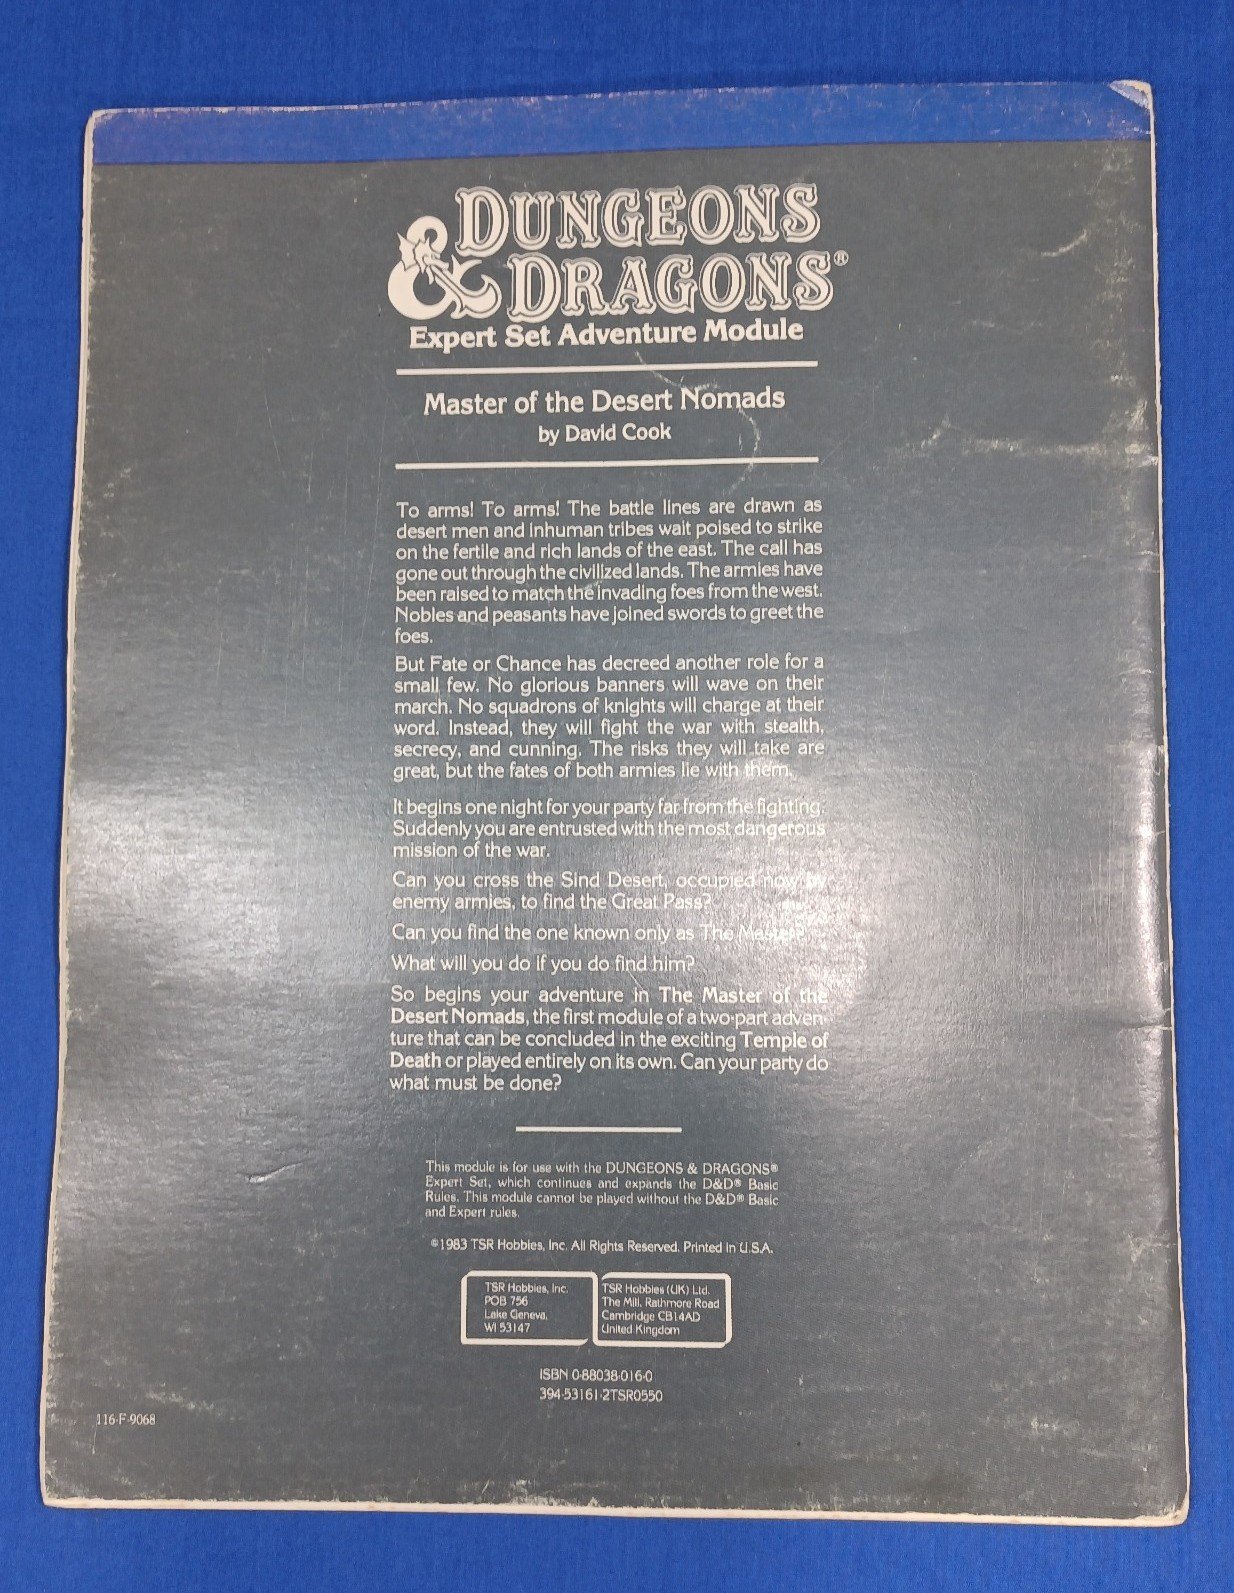 DUNGEONS
& DRAGONS®
Expert Set Adventure Module
Master of the Desert Nomads
by David Cook
To arms! To arms! The battle lines are drawn as
desert men and inhuman tribes wait poised to strike
on the fertile and rich lands of the east. The call has
gone out through the civilized lands. The armies have
been raised to match the invading foes from the west.
Nobles and peasants have joined swords to greet the
foes.
But Fate or Chance has decreed another role for a
small few. No glorious banners will wave on their
march. No squadrons of knights will charge at their
word. Instead, they will fight the war with stealth,
secrecy, and cunning. The risks they will take are
great, but the fates of both armies lie with them.
It begins one night for your party far from the fighting.
Suddenly you are entrusted with the most dangerous
mission of the war.
Can you cross the Sind Desert, occupied now by
enemy armies, to find the Great Pass?
Can you find the one known only as The Master?
What will you do if you do find him?
So begins your adventure in The Master of the
Desert Nomads, the first module of a two-part adven-
ture that can be concluded in the exciting Temple of
Death or played entirely on its own. Can your party do
what must be done?
This module is for use with the DUNGEONS & DRAGONS®
Expert Set, which continues and expands the D&D® Basic
Rules. This module cannot be played without the D&D® Basic
and Expert rules.
©1983 TSR Hobbies, Inc. All Rights Reserved. Printed in U.S.A.
TSR Hobbies, Inc.
POB 756
Lake Geneva,
WI 53147
TSR Hobbies (UK) Ltd.
The Mill, Rathmore Road
Cambridge CB14AD
United Kingdom
ISBN 0-88038-016-0
394-53161-2TSR0550
116-F-9068